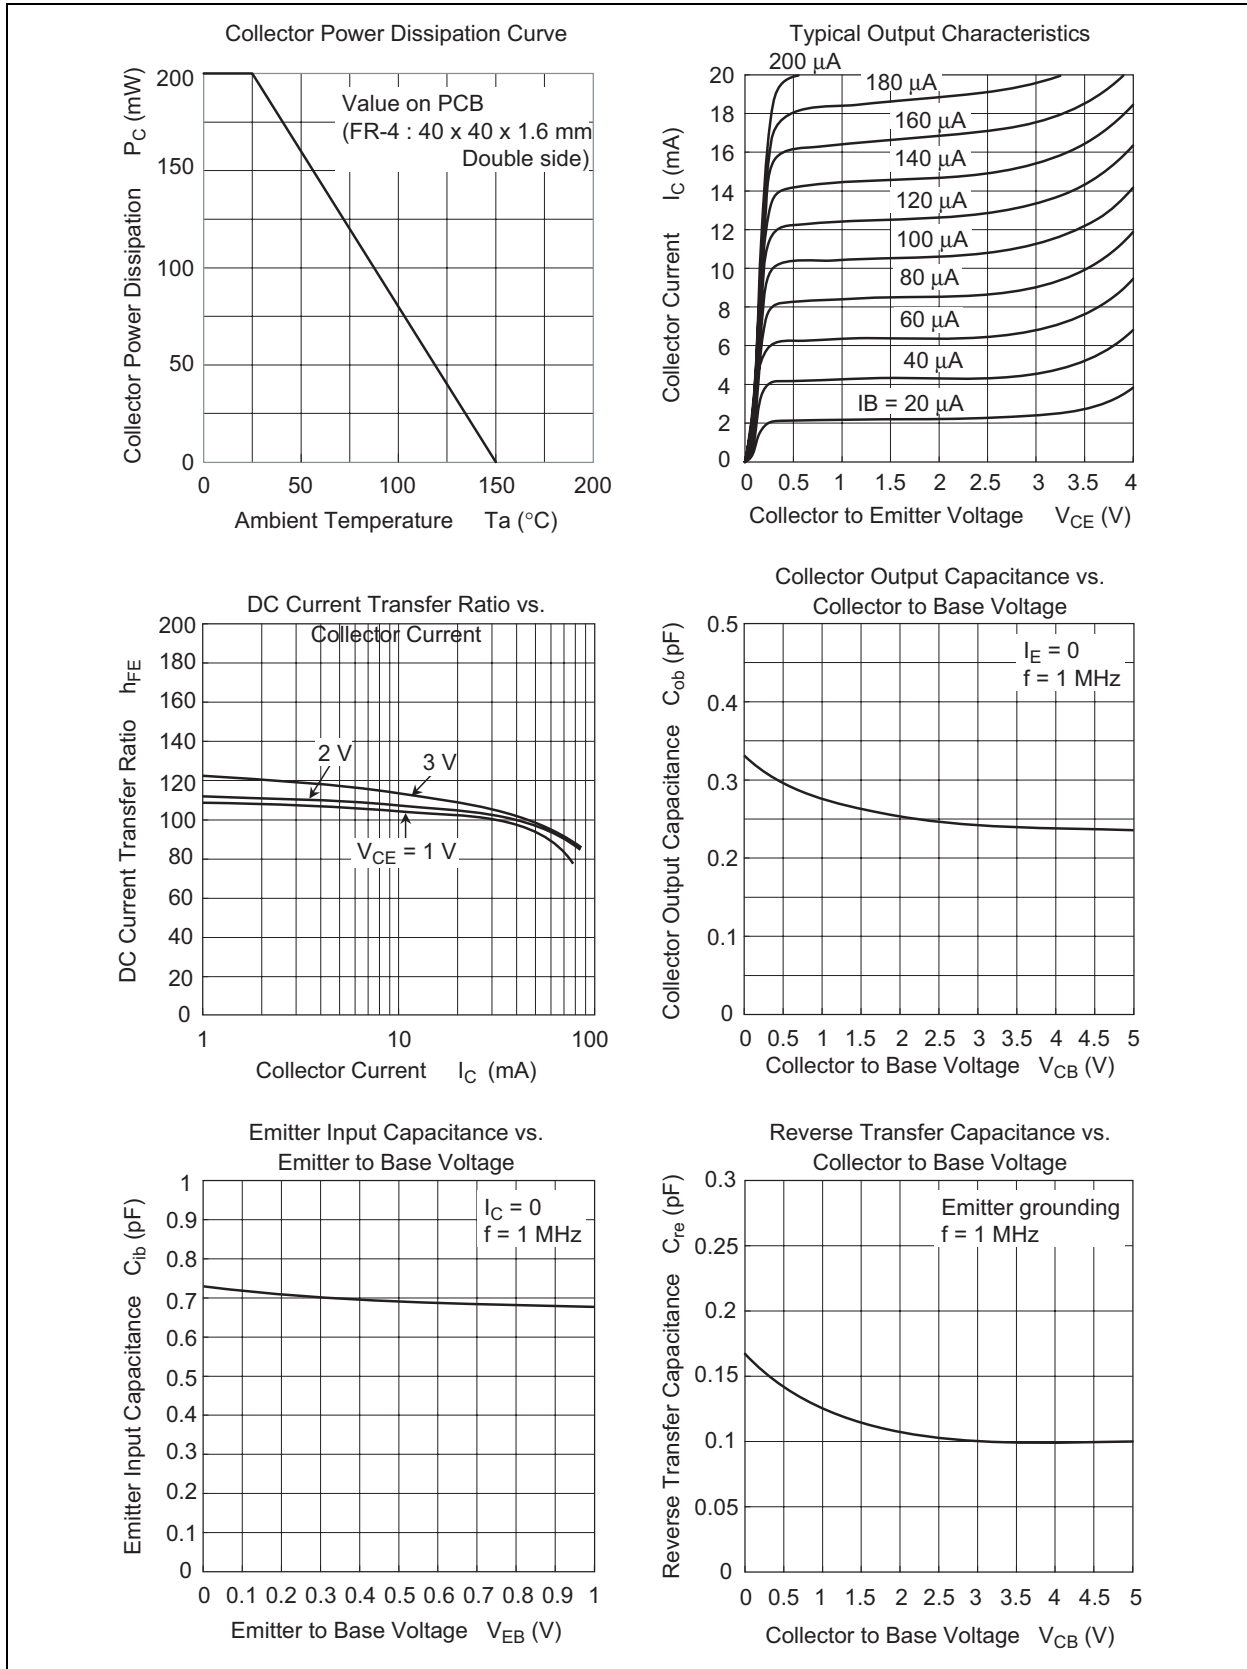 Collector Power Dissipation Curve
Collector Power Dissipation P_C (mW)
200
150
100
50
0
Value on PCB
(FR-4 : 40 x 40 x 1.6 mm
Double side)
0 50 100 150 200
Ambient Temperature Ta (°C)
Typical Output Characteristics
Collector Current I_C (mA)
20
18
16
14
12
10
8
6
4
2
0
200 μA
180 μA
160 μA
140 μA
120 μA
100 μA
80 μA
60 μA
40 μA
IB = 20 μA
0 0.5 1 1.5 2 2.5 3 3.5 4
Collector to Emitter Voltage V_CE (V)
DC Current Transfer Ratio vs.
Collector Current
DC Current Transfer Ratio h_FE
200
180
160
140
120
100
80
60
40
20
0
2 V
3 V
V_CE = 1 V
1 10 100
Collector Current I_C (mA)
Collector Output Capacitance vs.
Collector to Base Voltage
Collector Output Capacitance C_ob (pF)
0.5
0.4
0.3
0.2
0.1
0
I_E = 0
f = 1 MHz
0 0.5 1 1.5 2 2.5 3 3.5 4 4.5 5
Collector to Base Voltage V_CB (V)
Emitter Input Capacitance vs.
Emitter to Base Voltage
Emitter Input Capacitance C_ib (pF)
1
0.9
0.8
0.7
0.6
0.5
0.4
0.3
0.2
0.1
0
I_C = 0
f = 1 MHz
0 0.1 0.2 0.3 0.4 0.5 0.6 0.7 0.8 0.9 1
Emitter to Base Voltage V_EB (V)
Reverse Transfer Capacitance vs.
Collector to Base Voltage
Reverse Transfer Capacitance C_re (pF)
0.3
0.25
0.2
0.15
0.1
0.05
0
Emitter grounding
f = 1 MHz
0 0.5 1 1.5 2 2.5 3 3.5 4 4.5 5
Collector to Base Voltage V_CB (V)